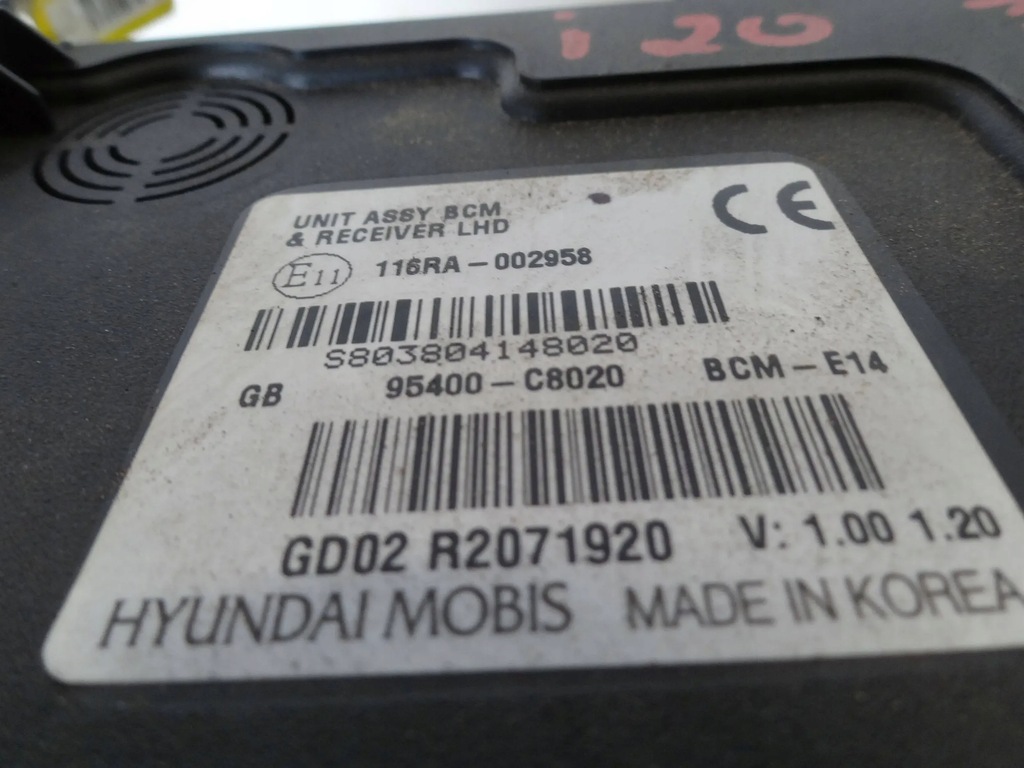 i 20
UNIT ASSY BCM
& RECEIVER LHD
CE
E11 116RA-002958
S803804148020
GB 95400-C8020 BCM-E14
GD02 R2071920 V: 1.00 1.20
HYUNDAI MOBIS MADE IN KOREA